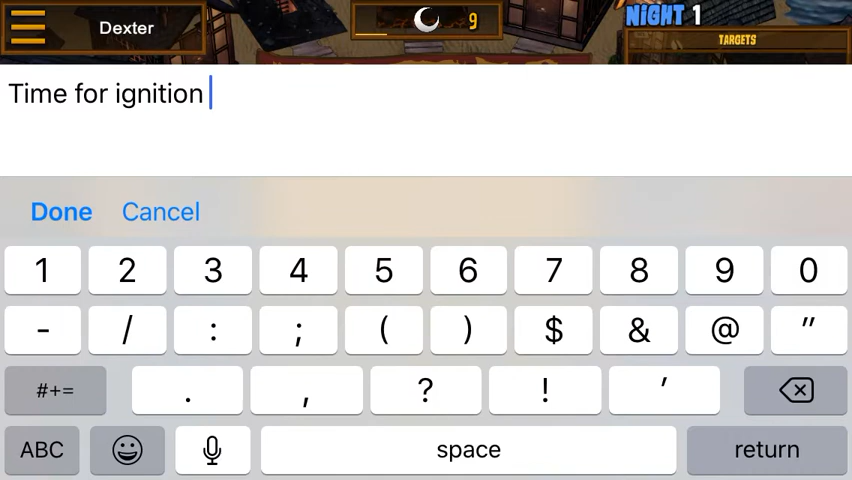 Dexter
9
NIGHT 1
TARGETS
Time for ignition
Done Cancel
1 2 3 4 5 6 7 8 9 0
- / : ; ( ) $ & @ "
#+= . , ? ! '
ABC space return